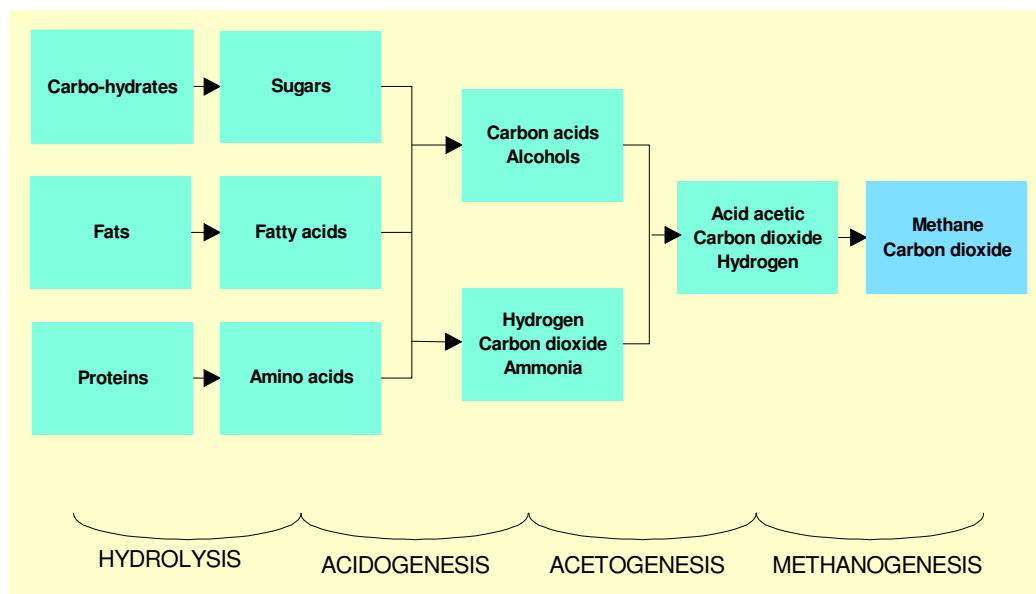 Carbo-hydrates
Sugars
Carbon acids
Alcohols
Fats
Fatty acids
Acid acetic
Carbon dioxide
Hydrogen
Methane
Carbon dioxide
Hydrogen
Carbon dioxide
Ammonia
Proteins
Amino acids
HYDROLYSIS
ACIDOGENESIS
ACETOGENESIS
METHANOGENESIS